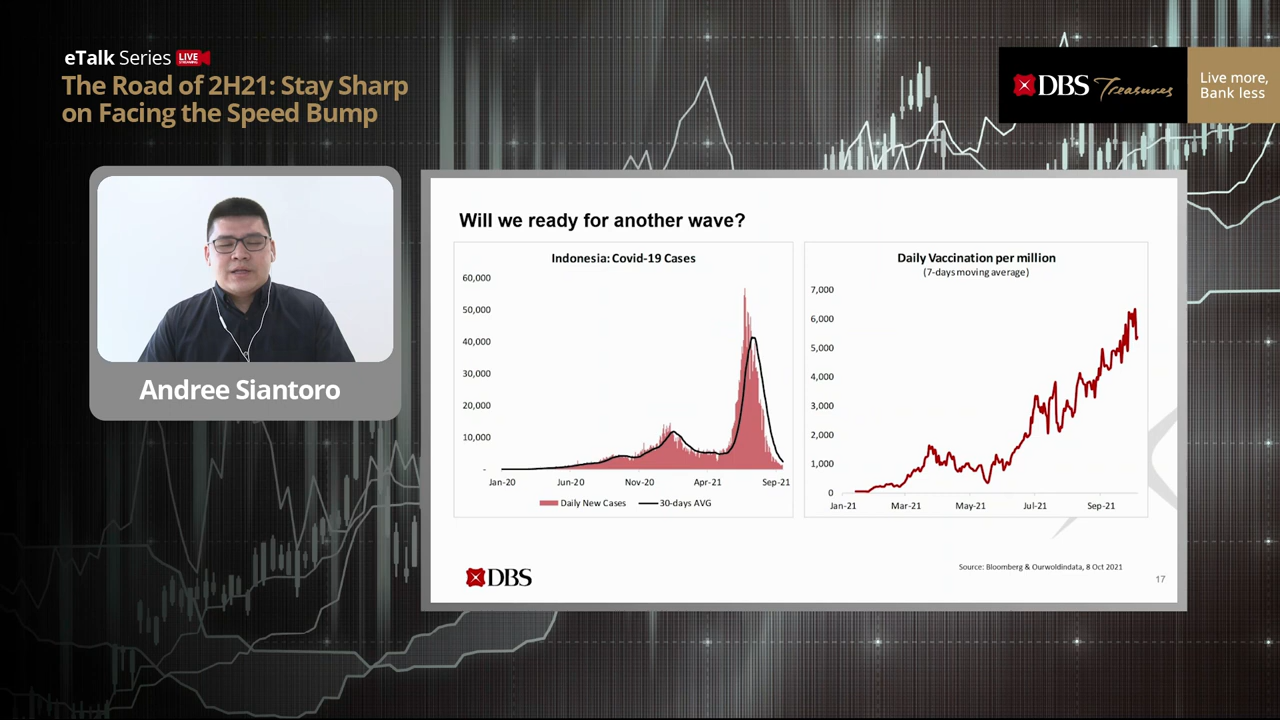 eTalk Series LIVE
The Road of 2H21: Stay Sharp
on Facing the Speed Bump
DBS Treasures
Live more,
Bank less
Andree Siantoro
Will we ready for another wave?
Indonesia: Covid-19 Cases
60,000
50,000
40,000
30,000
20,000
10,000
-
Jan-20 Jun-20 Nov-20 Apr-21 Sep-21
Daily New Cases 30-days AVG
Daily Vaccination per million
(7-days moving average)
7,000
6,000
5,000
4,000
3,000
2,000
1,000
0
Jan-21 Mar-21 May-21 Jul-21 Sep-21
DBS
Source: Bloomberg & Ourwoldindata, 8 Oct 2021
17